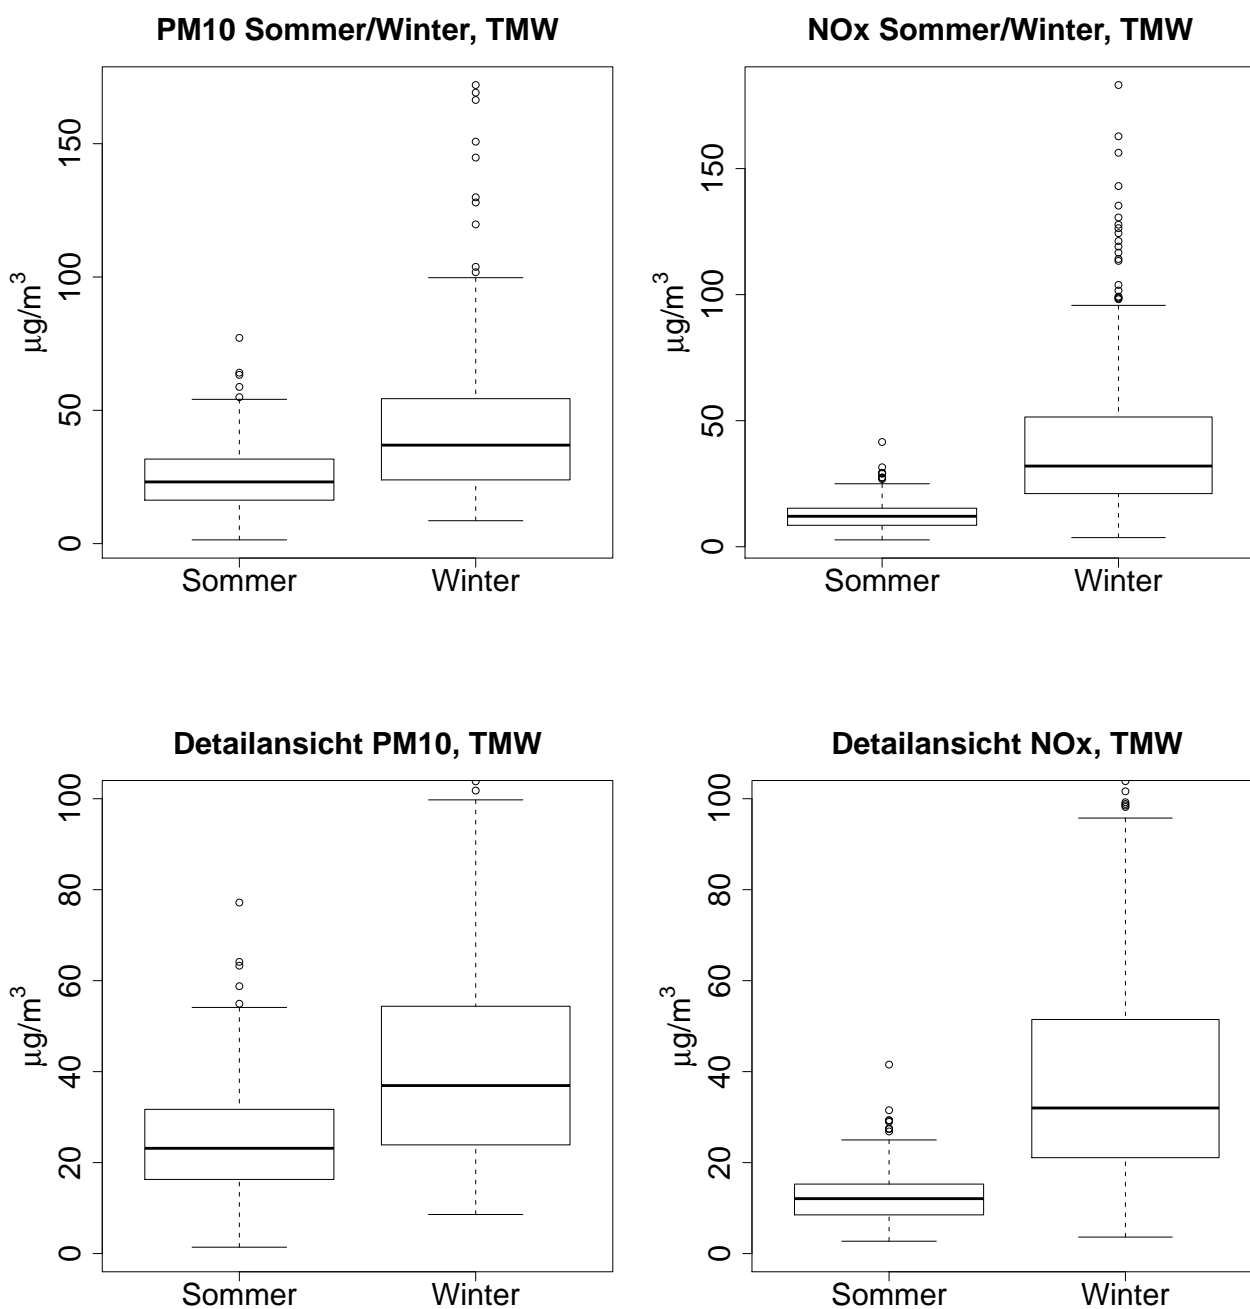 PM10 Sommer/Winter, TMW
µg/m³
150
100
50
0
Sommer Winter
NOx Sommer/Winter, TMW
µg/m³
150
100
50
0
Sommer Winter
Detailansicht PM10, TMW
µg/m³
100
80
60
40
20
0
Sommer Winter
Detailansicht NOx, TMW
µg/m³
100
80
60
40
20
0
Sommer Winter